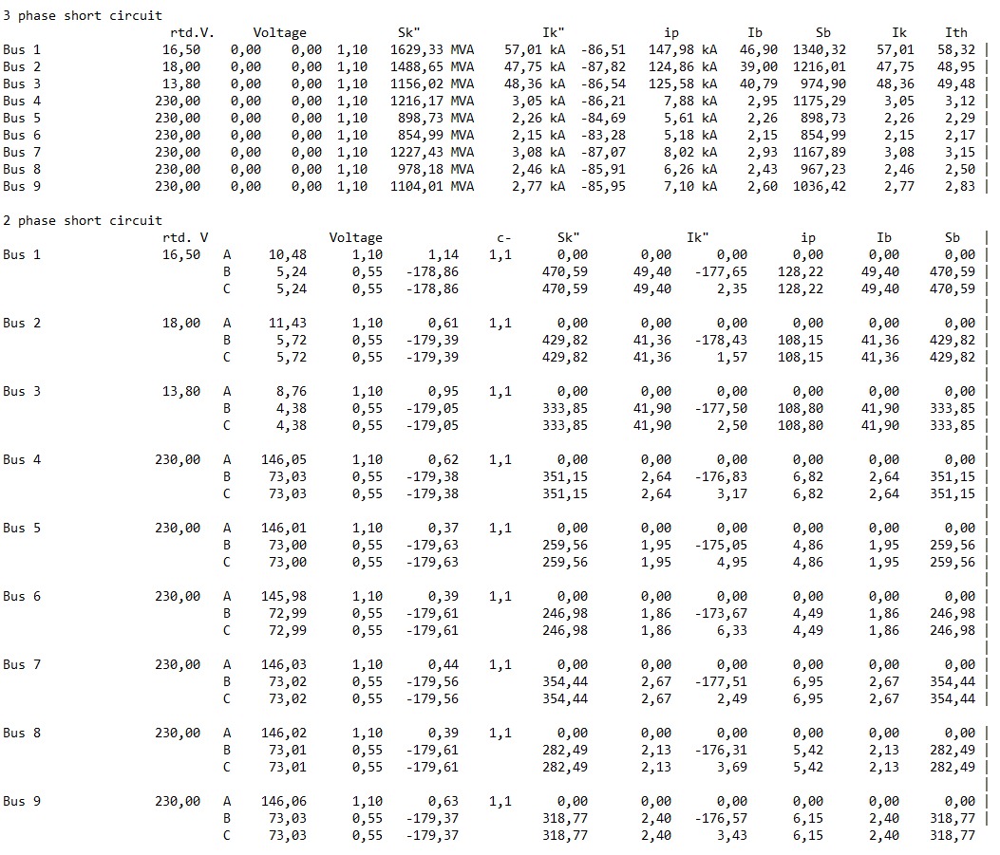 3 phase short circuit
rtd.V. Voltage Sk" Ik" ip Ib Sb Ik Ith
Bus 1 16,50 0,00 0,00 1,10 1629,33 MVA 57,01 kA -86,51 147,98 kA 46,90 1340,32 57,01 58,32 |
Bus 2 18,00 0,00 0,00 1,10 1488,65 MVA 47,75 kA -87,82 124,86 kA 39,00 1216,01 47,75 48,95 |
Bus 3 13,80 0,00 0,00 1,10 1156,02 MVA 48,36 kA -86,54 125,58 kA 40,79 974,90 48,36 49,48 |
Bus 4 230,00 0,00 0,00 1,10 1216,17 MVA 3,05 kA -86,21 7,88 kA 2,95 1175,29 3,05 3,12 |
Bus 5 230,00 0,00 0,00 1,10 898,73 MVA 2,26 kA -84,69 5,61 kA 2,26 898,73 2,26 2,29 |
Bus 6 230,00 0,00 0,00 1,10 854,99 MVA 2,15 kA -83,28 5,18 kA 2,15 854,99 2,15 2,17 |
Bus 7 230,00 0,00 0,00 1,10 1227,43 MVA 3,08 kA -87,07 8,02 kA 2,93 1167,89 3,08 3,15 |
Bus 8 230,00 0,00 0,00 1,10 978,18 MVA 2,46 kA -85,91 6,26 kA 2,43 967,23 2,46 2,50 |
Bus 9 230,00 0,00 0,00 1,10 1104,01 MVA 2,77 kA -85,95 7,10 kA 2,60 1036,42 2,77 2,83 |
2 phase short circuit
rtd. V Voltage c- Sk" Ik" ip Ib Sb |
Bus 1 16,50 A 10,48 1,10 1,14 1,1 0,00 0,00 0,00 0,00 0,00 0,00 |
B 5,24 0,55 -178,86 470,59 49,40 -177,65 128,22 49,40 470,59 |
C 5,24 0,55 -178,86 470,59 49,40 2,35 128,22 49,40 470,59 |
Bus 2 18,00 A 11,43 1,10 0,61 1,1 0,00 0,00 0,00 0,00 0,00 0,00 |
B 5,72 0,55 -179,39 429,82 41,36 -178,43 108,15 41,36 429,82 |
C 5,72 0,55 -179,39 429,82 41,36 1,57 108,15 41,36 429,82 |
Bus 3 13,80 A 8,76 1,10 0,95 1,1 0,00 0,00 0,00 0,00 0,00 0,00 |
B 4,38 0,55 -179,05 333,85 41,90 -177,50 108,80 41,90 333,85 |
C 4,38 0,55 -179,05 333,85 41,90 2,50 108,80 41,90 333,85 |
Bus 4 230,00 A 146,05 1,10 0,62 1,1 0,00 0,00 0,00 0,00 0,00 0,00 |
B 73,03 0,55 -179,38 351,15 2,64 -176,83 6,82 2,64 351,15 |
C 73,03 0,55 -179,38 351,15 2,64 3,17 6,82 2,64 351,15 |
Bus 5 230,00 A 146,01 1,10 0,37 1,1 0,00 0,00 0,00 0,00 0,00 0,00 |
B 73,00 0,55 -179,63 259,56 1,95 -175,05 4,86 1,95 259,56 |
C 73,00 0,55 -179,63 259,56 1,95 4,95 4,86 1,95 259,56 |
Bus 6 230,00 A 145,98 1,10 0,39 1,1 0,00 0,00 0,00 0,00 0,00 0,00 |
B 72,99 0,55 -179,61 246,98 1,86 -173,67 4,49 1,86 246,98 |
C 72,99 0,55 -179,61 246,98 1,86 6,33 4,49 1,86 246,98 |
Bus 7 230,00 A 146,03 1,10 0,44 1,1 0,00 0,00 0,00 0,00 0,00 0,00 |
B 73,02 0,55 -179,56 354,44 2,67 -177,51 6,95 2,67 354,44 |
C 73,02 0,55 -179,56 354,44 2,67 2,49 6,95 2,67 354,44 |
Bus 8 230,00 A 146,02 1,10 0,39 1,1 0,00 0,00 0,00 0,00 0,00 0,00 |
B 73,01 0,55 -179,61 282,49 2,13 -176,31 5,42 2,13 282,49 |
C 73,01 0,55 -179,61 282,49 2,13 3,69 5,42 2,13 282,49 |
Bus 9 230,00 A 146,06 1,10 0,63 1,1 0,00 0,00 0,00 0,00 0,00 0,00 |
B 73,03 0,55 -179,37 318,77 2,40 -176,57 6,15 2,40 318,77 |
C 73,03 0,55 -179,37 318,77 2,40 3,43 6,15 2,40 318,77